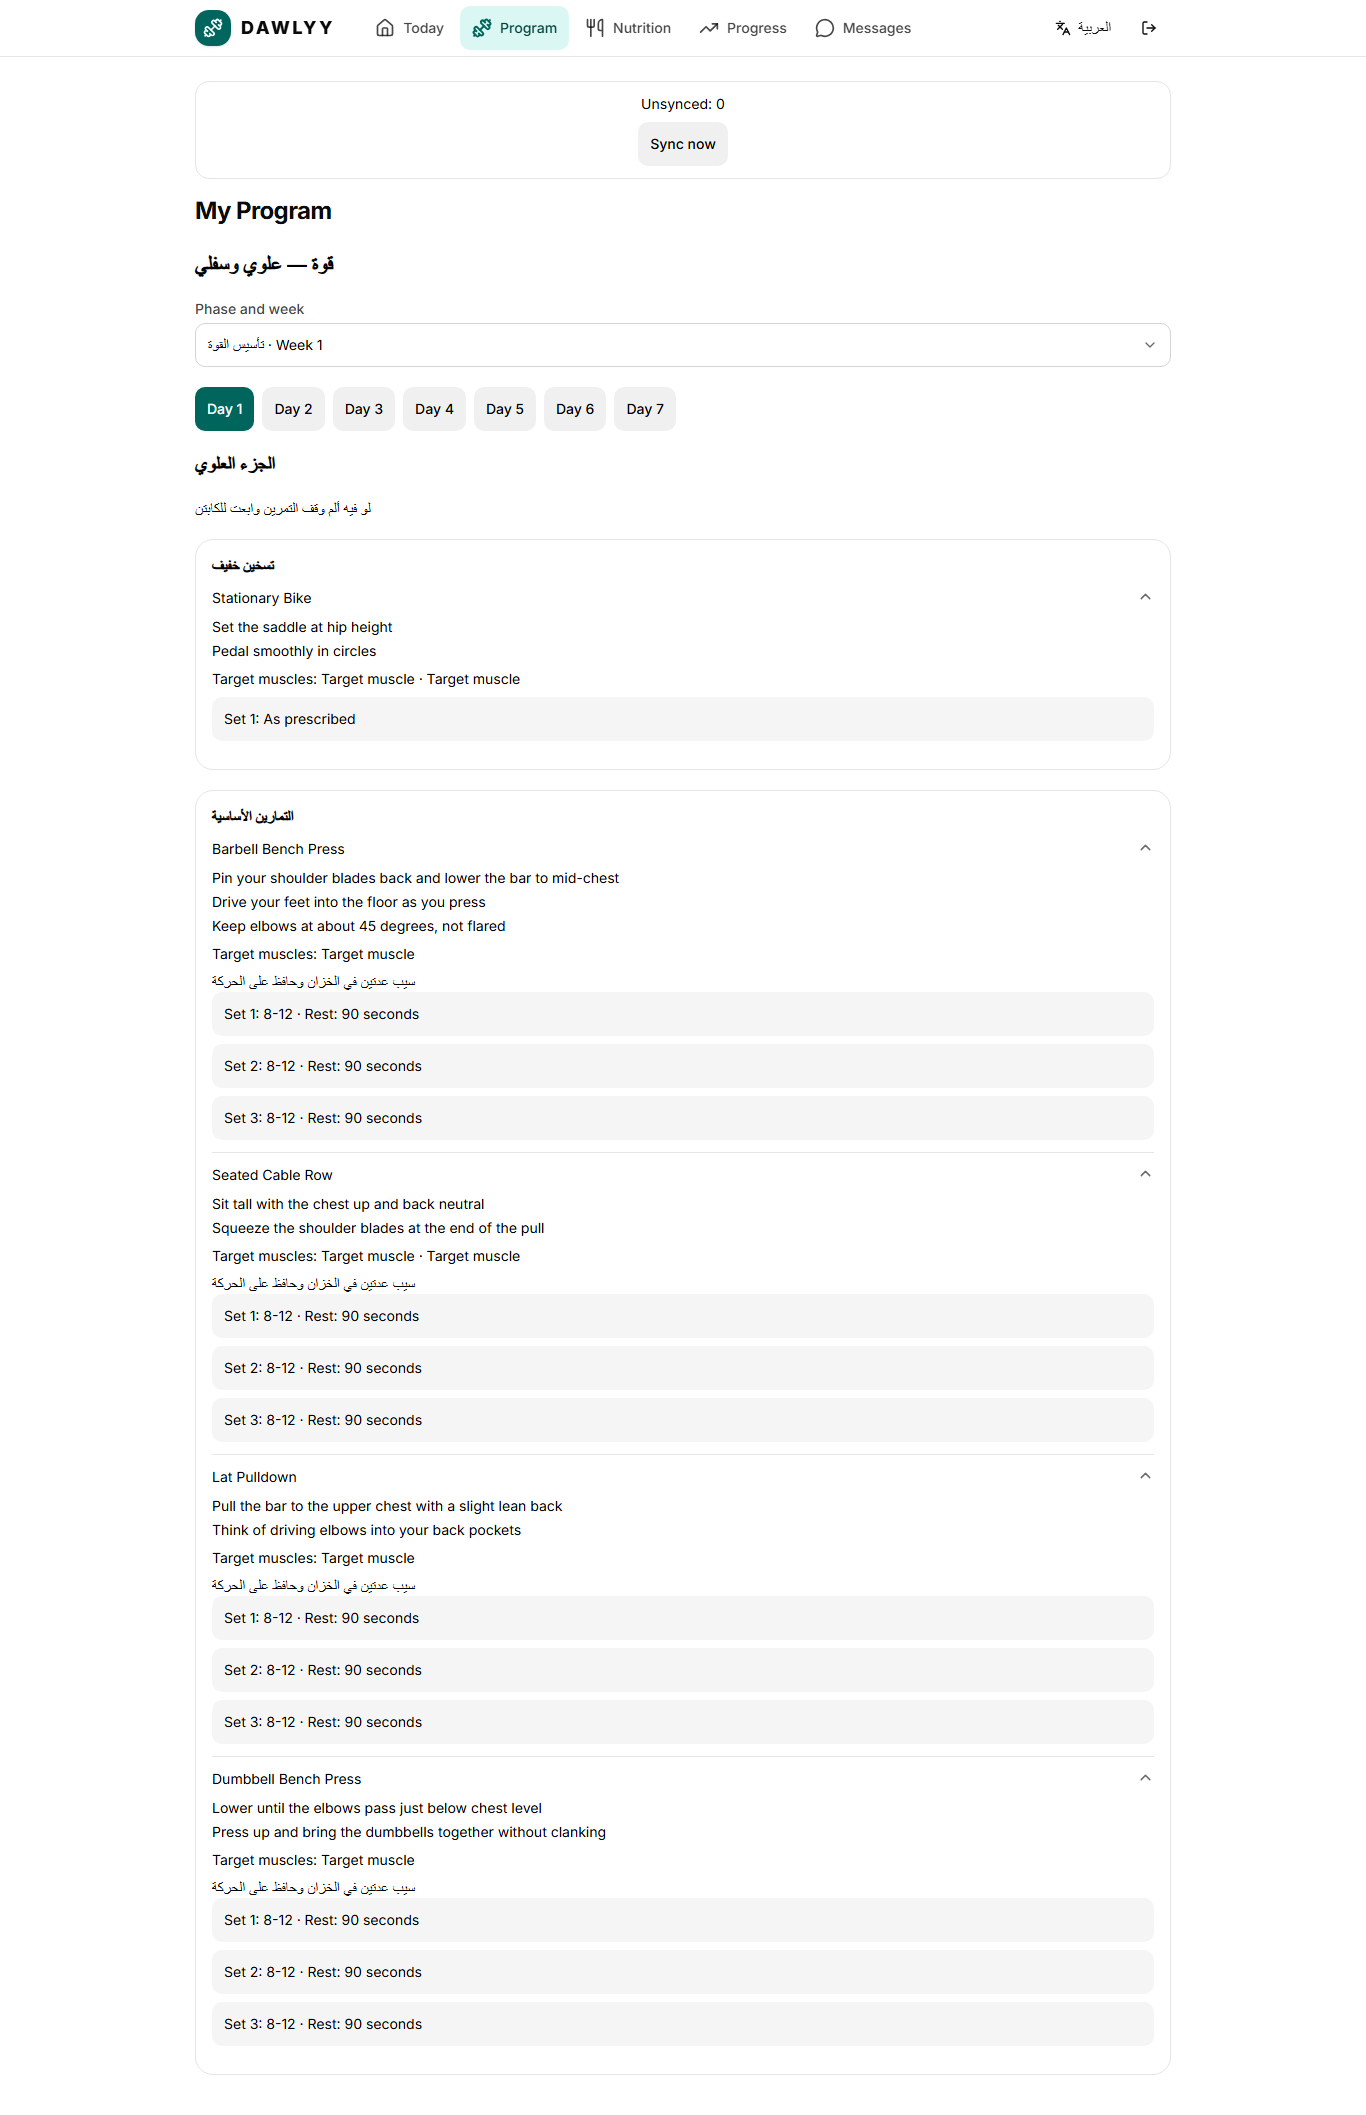 DAWLYY
Today
Program
Nutrition
Progress
Messages
العربية
Unsynced: 0
Sync now
My Program
قوة — علوي وسفلي
Phase and week
تأسيس القوة · Week 1
Day 1
Day 2
Day 3
Day 4
Day 5
Day 6
Day 7
الجزء العلوي
لو فيه ألم وقف التمرين وابعت للكابتن
تسخين خفيف
Stationary Bike
Set the saddle at hip height
Pedal smoothly in circles
Target muscles: Target muscle · Target muscle
Set 1: As prescribed
التمارين الأساسية
Barbell Bench Press
Pin your shoulder blades back and lower the bar to mid-chest
Drive your feet into the floor as you press
Keep elbows at about 45 degrees, not flared
Target muscles: Target muscle
سيب عدتين في الخزان وحافظ على الحركة
Set 1: 8-12 · Rest: 90 seconds
Set 2: 8-12 · Rest: 90 seconds
Set 3: 8-12 · Rest: 90 seconds
Seated Cable Row
Sit tall with the chest up and back neutral
Squeeze the shoulder blades at the end of the pull
Target muscles: Target muscle · Target muscle
سيب عدتين في الخزان وحافظ على الحركة
Set 1: 8-12 · Rest: 90 seconds
Set 2: 8-12 · Rest: 90 seconds
Set 3: 8-12 · Rest: 90 seconds
Lat Pulldown
Pull the bar to the upper chest with a slight lean back
Think of driving elbows into your back pockets
Target muscles: Target muscle
سيب عدتين في الخزان وحافظ على الحركة
Set 1: 8-12 · Rest: 90 seconds
Set 2: 8-12 · Rest: 90 seconds
Set 3: 8-12 · Rest: 90 seconds
Dumbbell Bench Press
Lower until the elbows pass just below chest level
Press up and bring the dumbbells together without clanking
Target muscles: Target muscle
سيب عدتين في الخزان وحافظ على الحركة
Set 1: 8-12 · Rest: 90 seconds
Set 2: 8-12 · Rest: 90 seconds
Set 3: 8-12 · Rest: 90 seconds